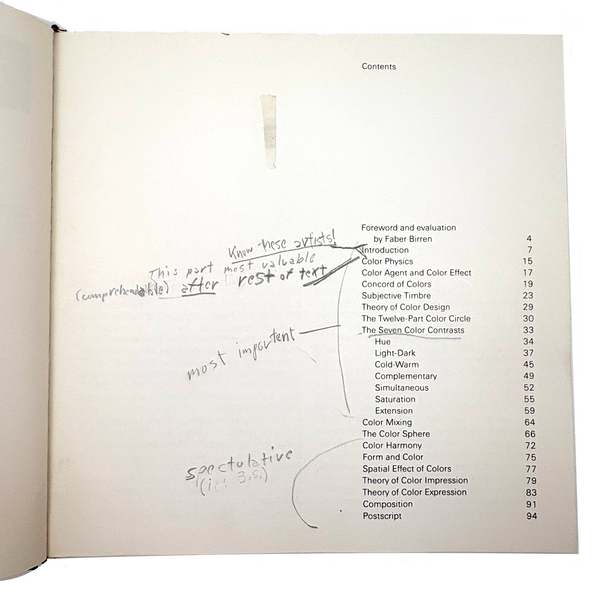 Contents
Foreword and evaluation
by Faber Birren 4
Know these artists!
Introduction 7
This part most valuable
Color Physics 15
(comprehendable) after rest of text
Color Agent and Color Effect 17
Concord of Colors 19
Subjective Timbre 23
Theory of Color Design 29
The Twelve-Part Color Circle 30
The Seven Color Contrasts 33
most important
Hue 34
Light-Dark 37
Cold-Warm 45
Complementary 49
Simultaneous 52
Saturation 55
Extension 59
Color Mixing 64
The Color Sphere 66
Color Harmony 72
Form and Color 75
spectulative
Spatial Effect of Colors 77
Theory of Color Impression 79
Theory of Color Expression 83
Composition 91
Postscript 94